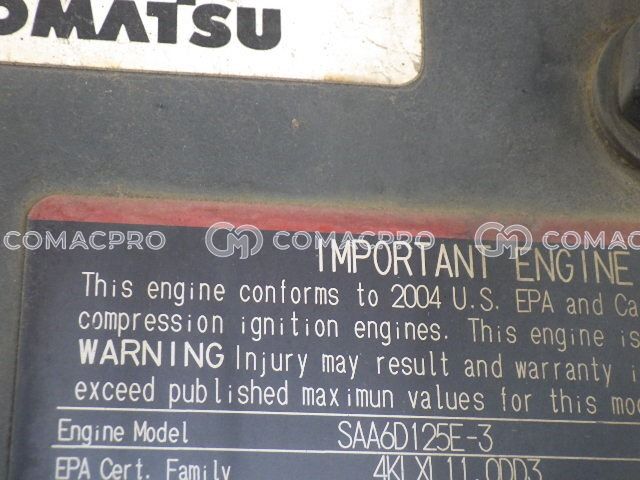 OMATSU
COMACPRO COMACPRO COMACPRO
IMPORTANT ENGINE
This engine conforms to 2004 U.S. EPA and Ca
compression ignition engines. This engine is
WARNING Injury may result and warranty i
exceed published maximun values for this mo
Engine Model SAA6D125E-3
EPA Cert. Family 4KLXL11.0DD3